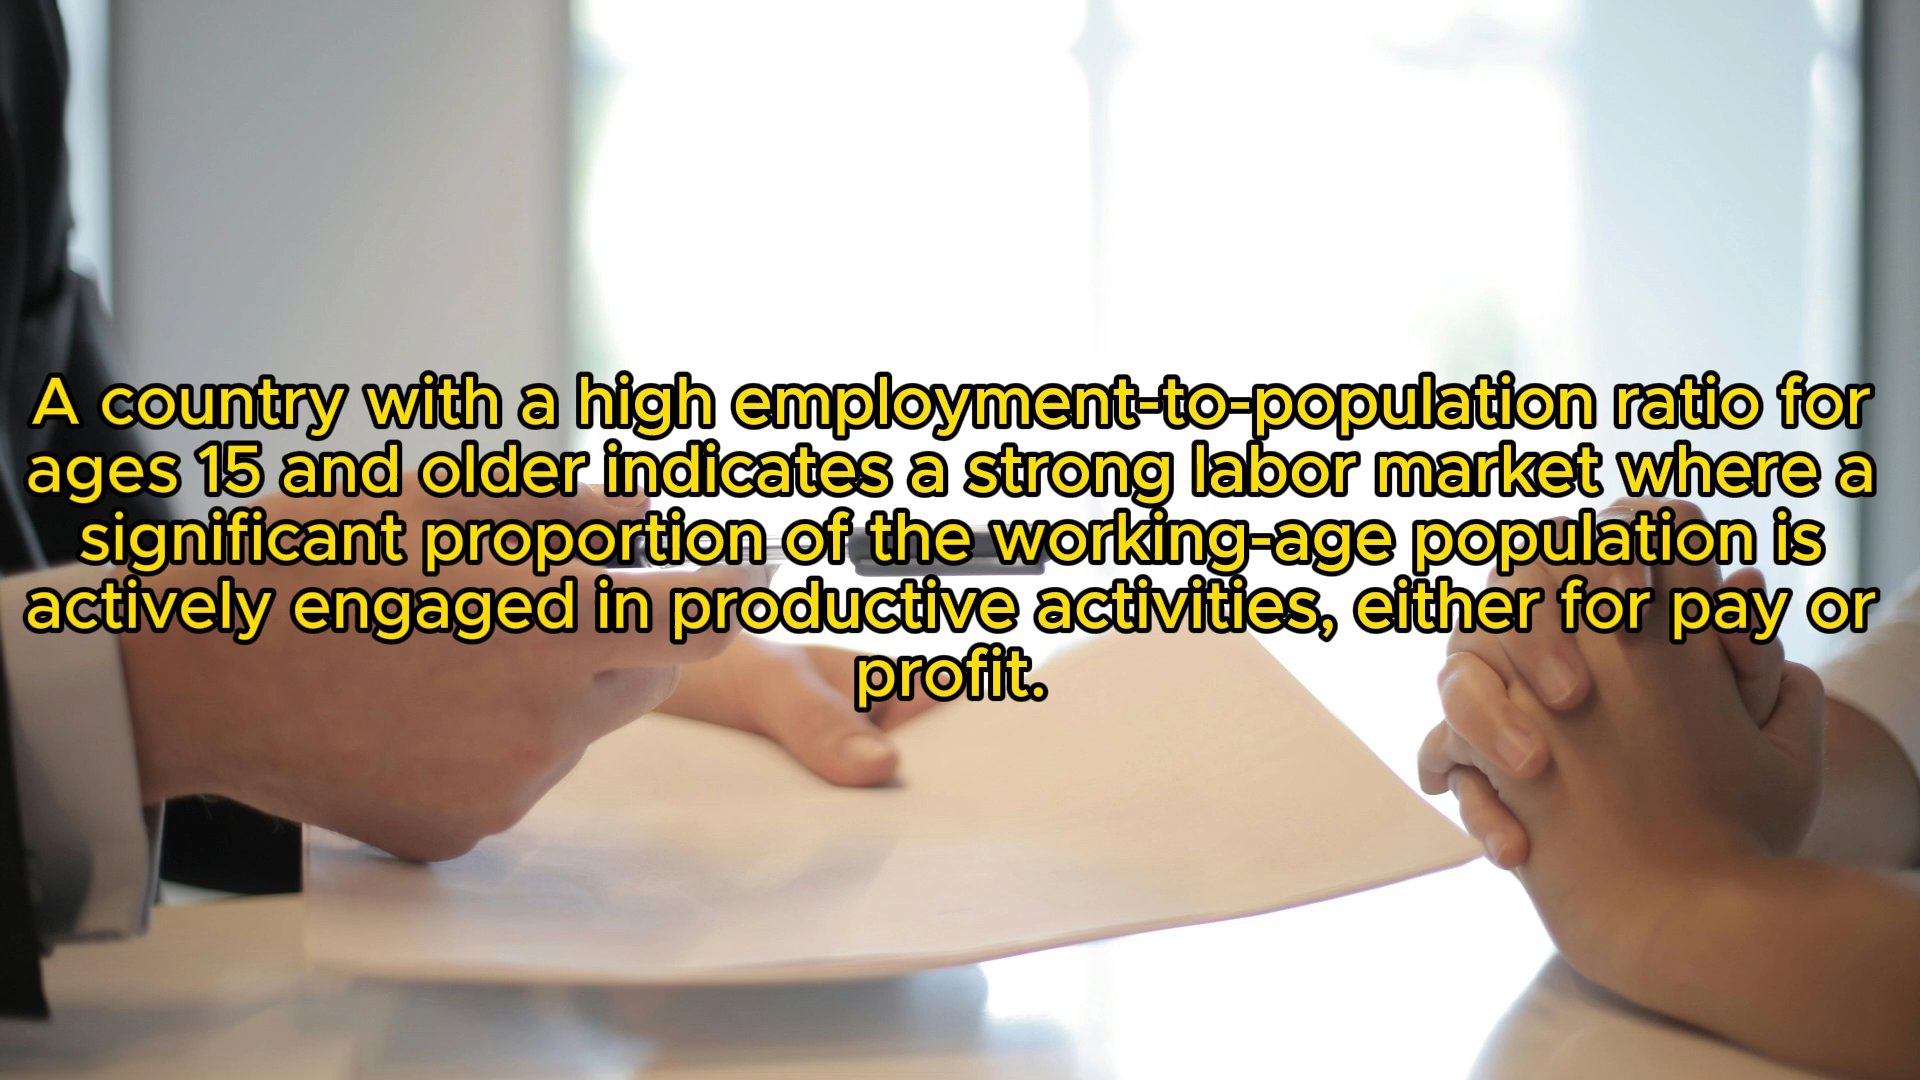 A country with a high employment-to-population ratio for
ages 15 and older indicates a strong labor market where a
significant proportion of the working-age population is
actively engaged in productive activities, either for pay or
profit.